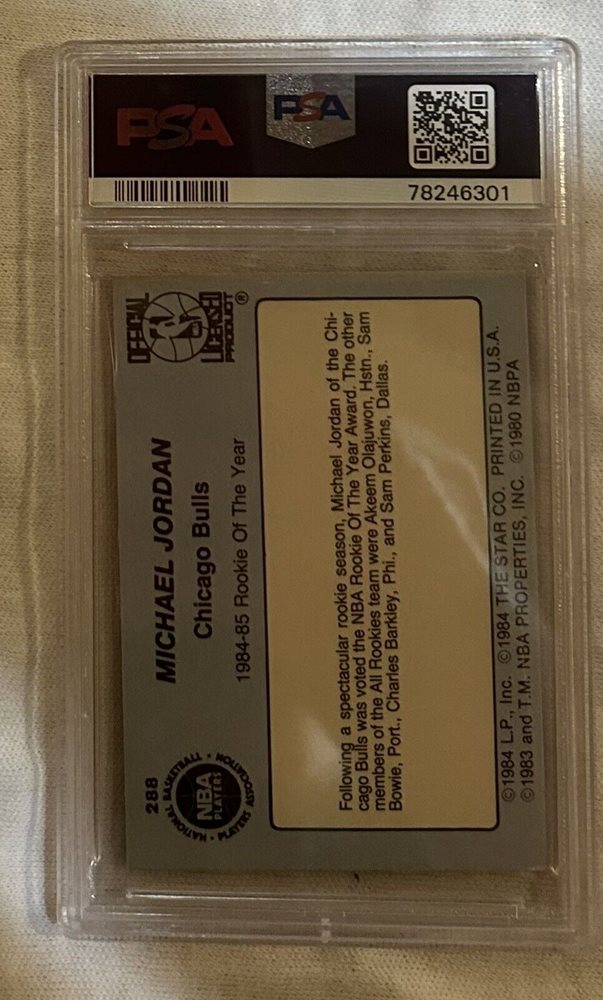 PSA
PSA
78246301
OFFICIAL
NBA
LICENSED
PRODUCT®
288
NATIONAL BASKETBALL
NBA
PLAYERS
PLAYERS ASSOCIATION
MICHAEL JORDAN
Chicago Bulls
1984-85 Rookie Of The Year
Following a spectacular rookie season, Michael Jordan of the Chi-
cago Bulls was voted the NBA Rookie Of The Year Award. The other
members of the All Rookies team were Akeem Olajuwon, Hstn., Sam
Bowie, Port., Charles Barkley, Phi., and Sam Perkins, Dallas.
©1984 L.P., Inc. ©1984 THE STAR CO. PRINTED IN U.S.A.
©1983 and T.M. NBA PROPERTIES, INC. ©1980 NBPA